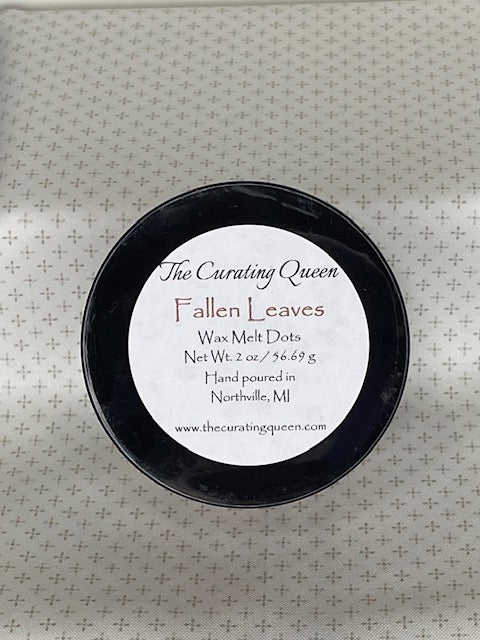 The Curating Queen
Fallen Leaves
Wax Melt Dots
Net Wt. 2 oz / 56.69 g
Hand poured in
Northville, MI
www.thecuratingqueen.com